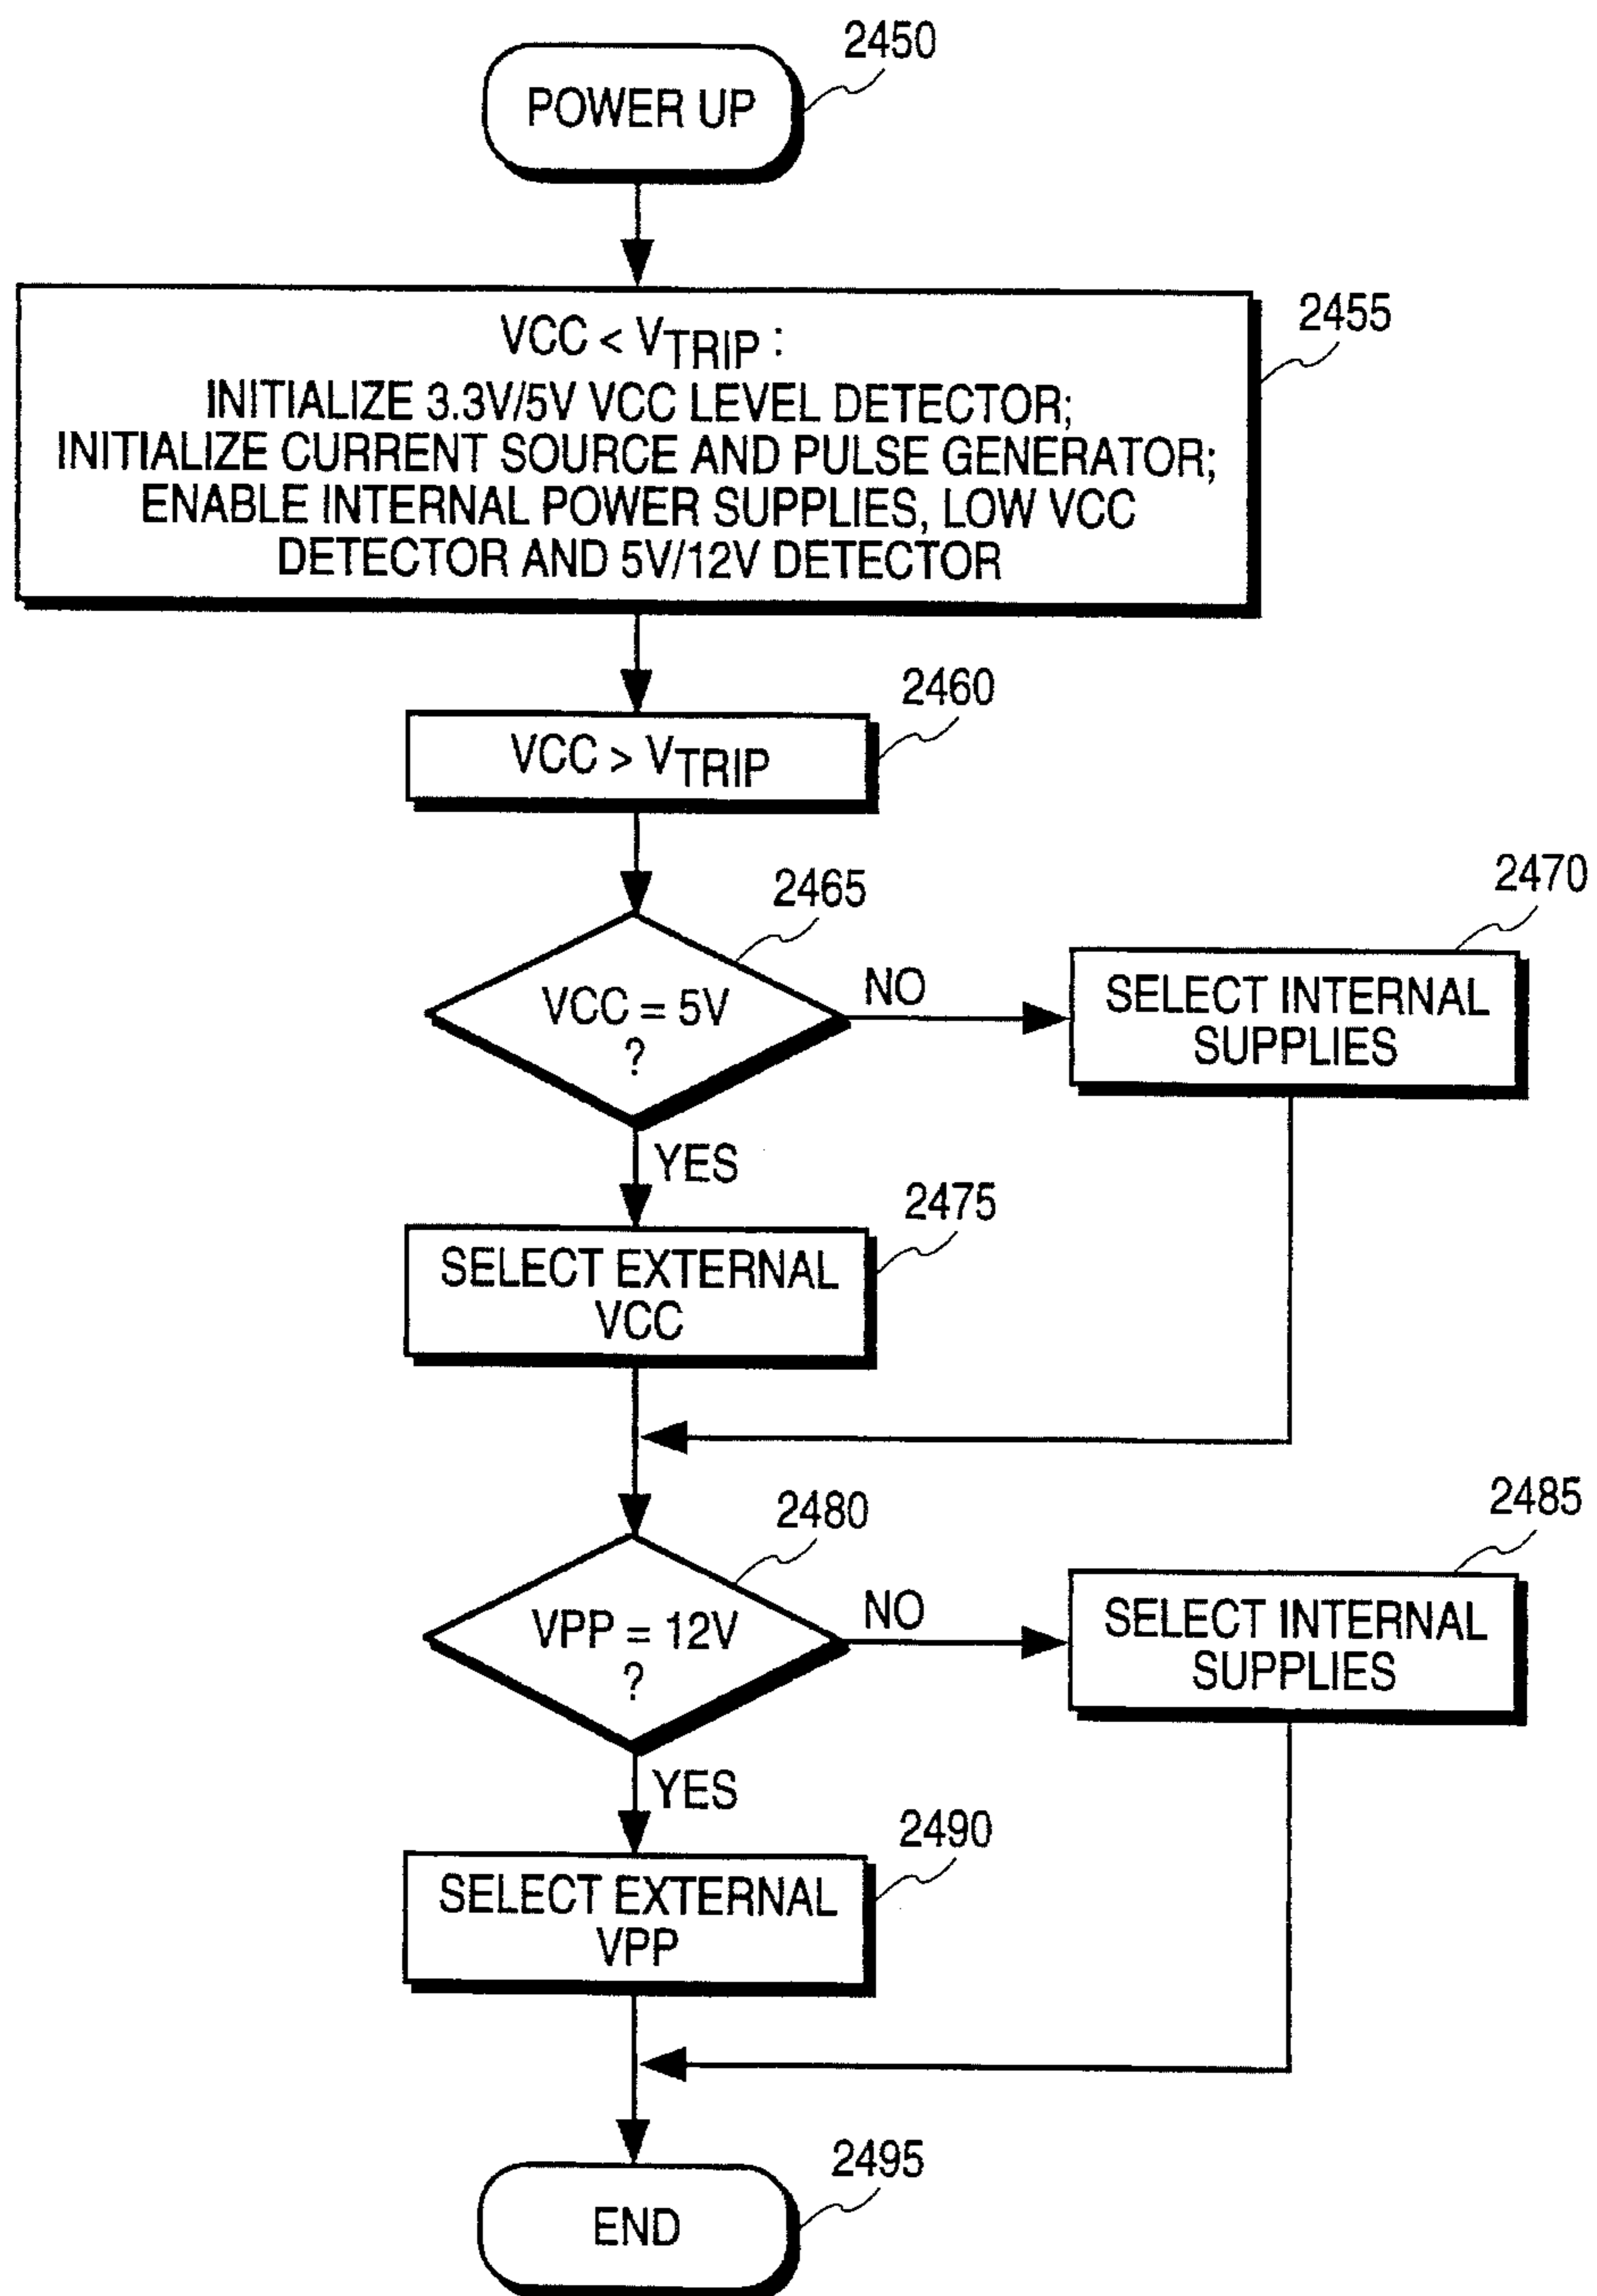 2450
POWER UP
2455
VCC < VTRIP :
INITIALIZE 3.3V/5V VCC LEVEL DETECTOR;
INITIALIZE CURRENT SOURCE AND PULSE GENERATOR;
ENABLE INTERNAL POWER SUPPLIES, LOW VCC
DETECTOR AND 5V/12V DETECTOR
2460
VCC > VTRIP
2465
VCC = 5V
?
NO
2470
SELECT INTERNAL
SUPPLIES
YES
2475
SELECT EXTERNAL
VCC
2480
VPP = 12V
?
NO
2485
SELECT INTERNAL
SUPPLIES
YES
2490
SELECT EXTERNAL
VPP
2495
END